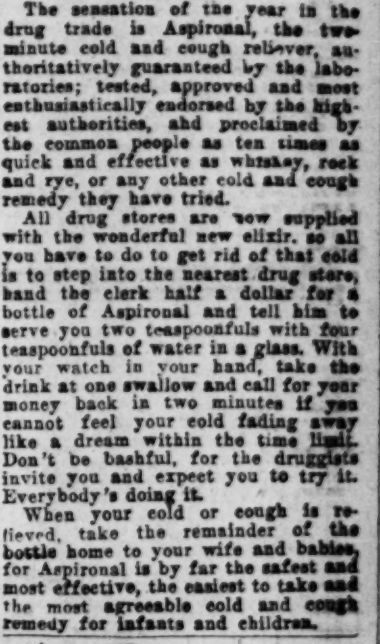 The sensation of the year in the
drug trade is Aspironal, the two-
minute cold and cough reliever, au-
thoritatively guaranteed by the labo-
ratories; tested, approved and most
enthusiastically endorsed by the high-
est authorities, ahd proclaimed by
the common people as ten times as
quick and effective as whiskey, rock
and rye, or any other cold and cough
remedy they have tried.
All drug stores are now supplied
with the wonderful new elixir, so all
you have to do to get rid of that cold
is to step into the nearest drug store,
hand the clerk half a dollar for a
bottle of Aspironal and tell him to
serve you two teaspoonfuls with four
teaspoonfuls of water in a glass. With
your watch in your hand, take the
drink at one swallow and call for your
money back in two minutes if you
cannot feel your cold fading away
like a dream within the time limit.
Don't be bashful, for the druggists
invite you and expect you to try it.
Everybody's doing it.
When your cold or cough is re-
lieved, take the remainder of the
bottle home to your wife and babies,
for Aspironal is by far the safest and
most effective, the easiest to take and
the most agreeable cold and cough
remedy for infants and children.